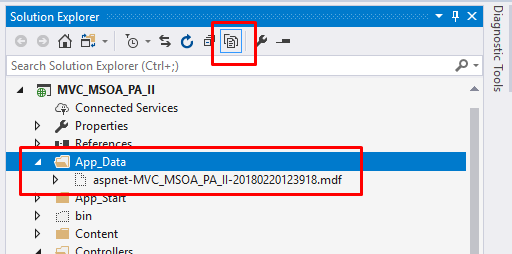 Solution Explorer
Search Solution Explorer (Ctrl+;)
MVC_MSOA_PA_II
Connected Services
Properties
References
App_Data
aspnet-MVC_MSOA_PA_II-20180220123918.mdf
App_Start
bin
Content
Controllers
Diagnostic Tools